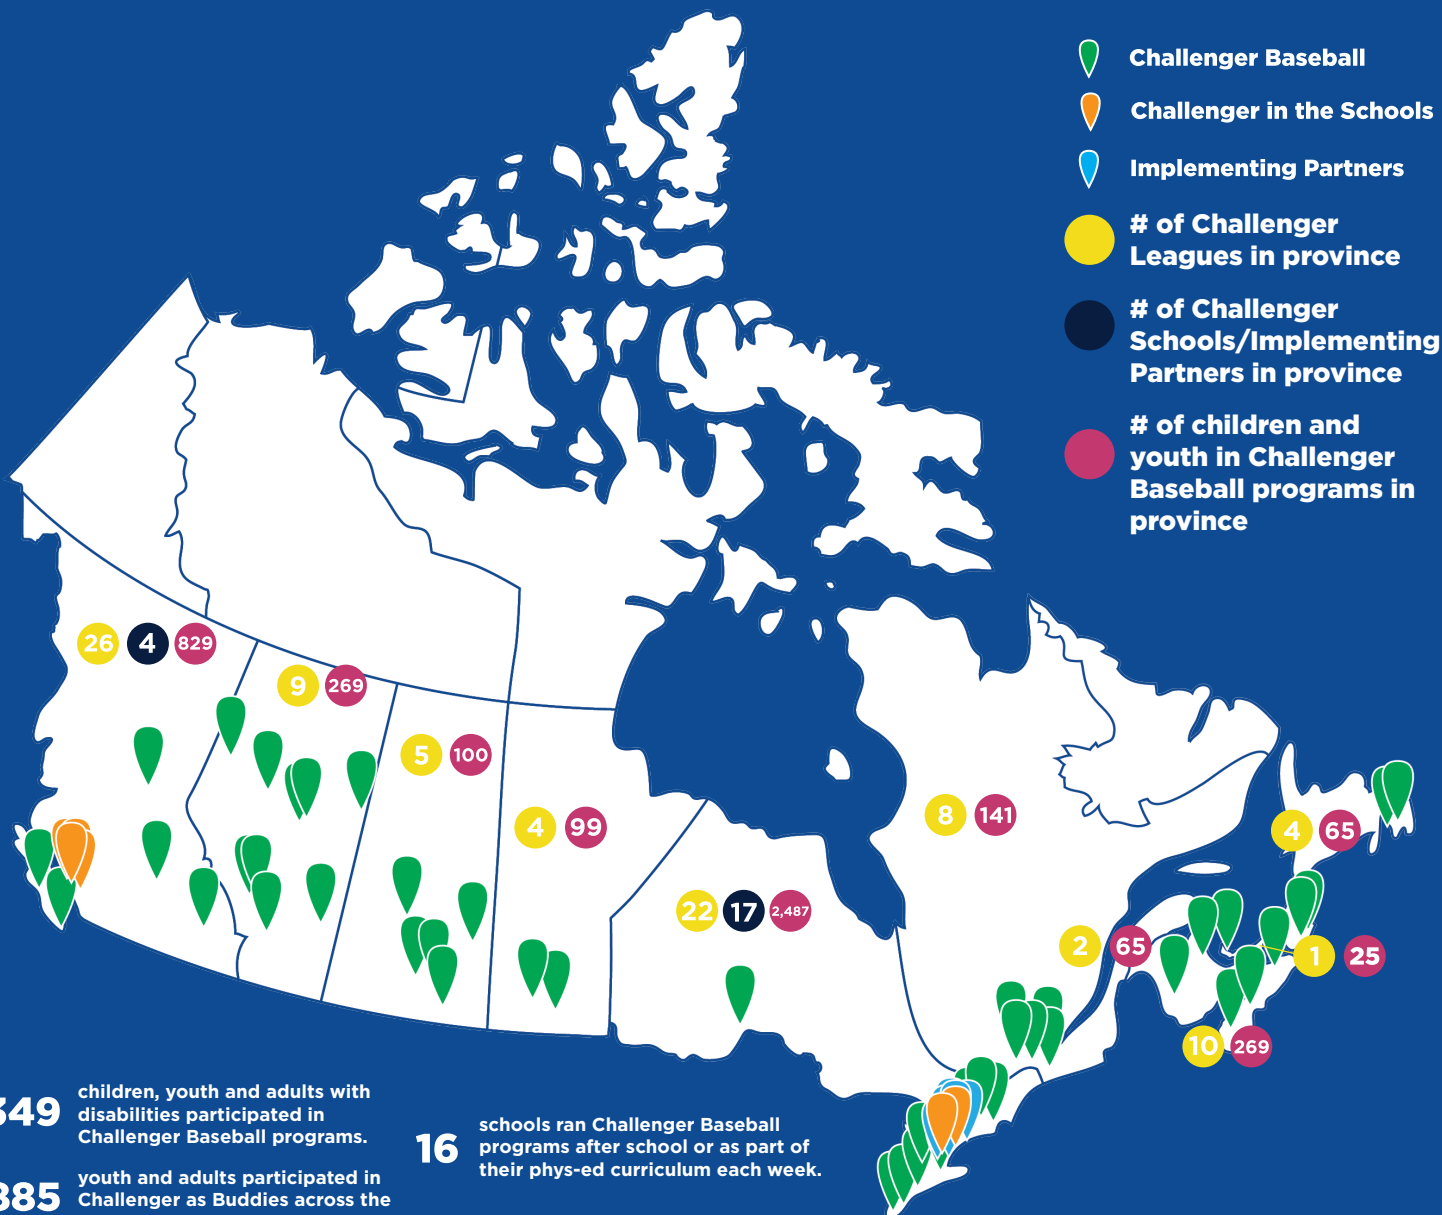 Challenger Baseball
Challenger in the Schools
Implementing Partners
# of Challenger
Leagues in province
# of Challenger
Schools/Implementing
Partners in province
# of children and
youth in Challenger
Baseball programs in
province
26 4 829
9 269
5 100
4 99
8 141
4 65
22 17 2,487
2 65
1 25
10 269
349
children, youth and adults with
disabilities participated in
Challenger Baseball programs.
885
youth and adults participated in
Challenger as Buddies across the
16
schools ran Challenger Baseball
programs after school or as part of
their phys-ed curriculum each week.